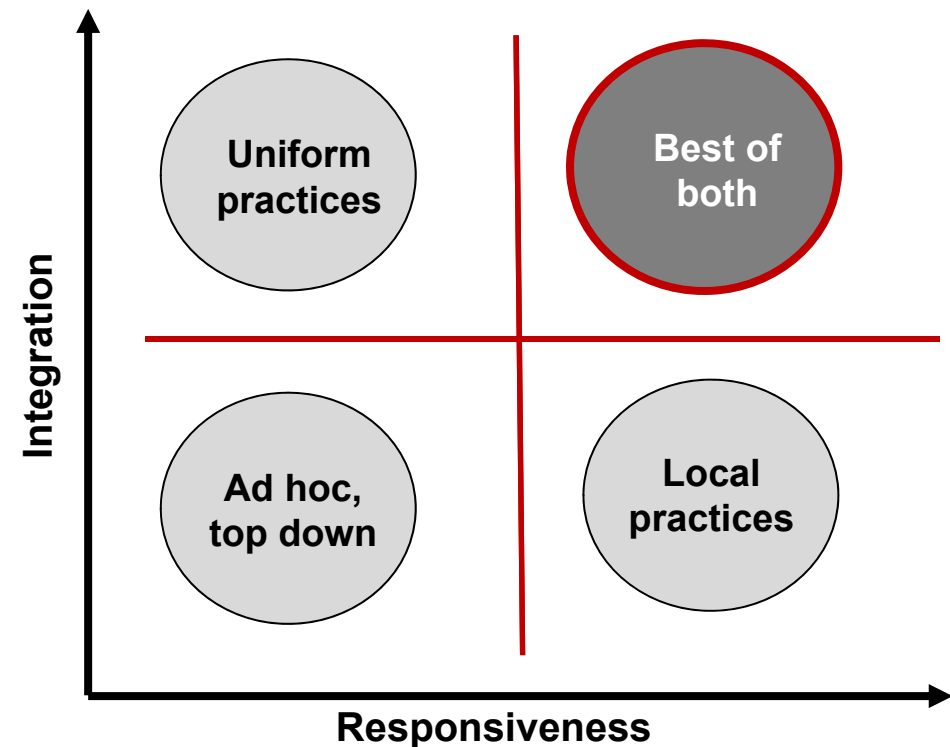 Uniform
practices
Best of
both
Integration
Ad hoc,
top down
Local
practices
Responsiveness